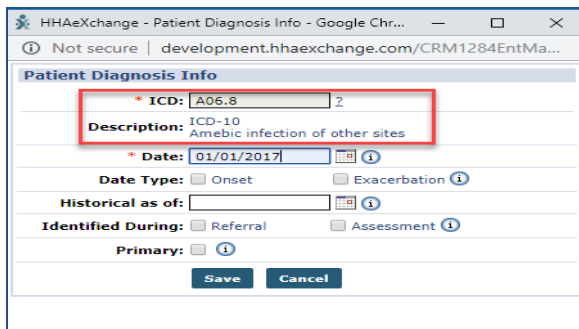 HHAeXchange - Patient Diagnosis Info - Google Chr...
Not secure | development.hhaexchange.com/CRM1284EntMa...
Patient Diagnosis Info
* ICD: A06.8 ?
Description: ICD-10
Amebic infection of other sites
* Date: 01/01/2017
Date Type: Onset Exacerbation
Historical as of:
Identified During: Referral Assessment
Primary:
Save Cancel